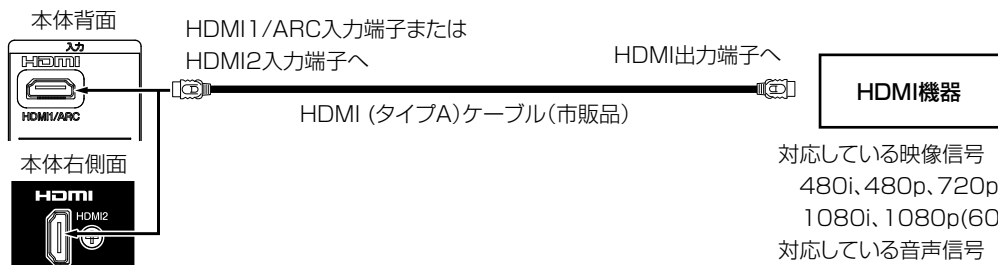 本体背面
入力
HDMI
HDMI1/ARC
本体右側面
HDMI
HDMI2
HDMI1/ARC入力端子または
HDMI2入力端子へ
HDMI (タイプA)ケーブル(市販品)
HDMI出力端子へ
HDMI機器
対応している映像信号
480i、480p、720p
1080i、1080p(60
対応している音声信号